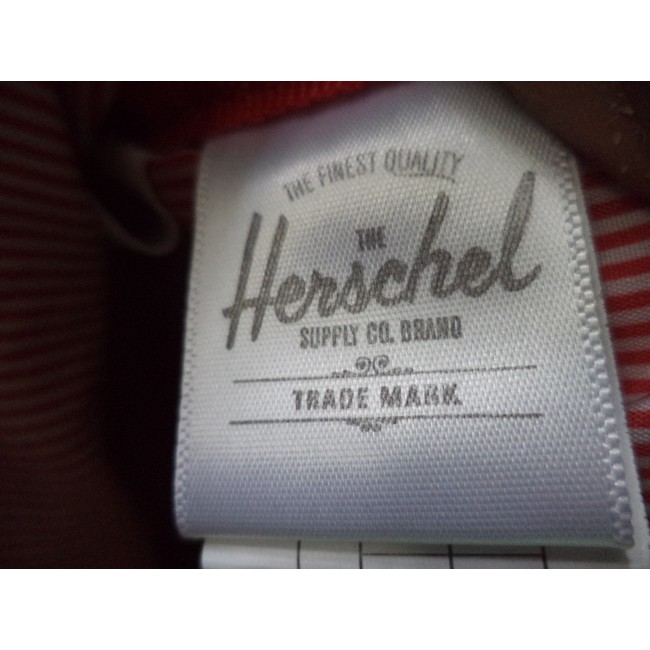 THE FINEST QUALITY
THE
Herschel
SUPPLY CO. BRAND
TRADE MARK